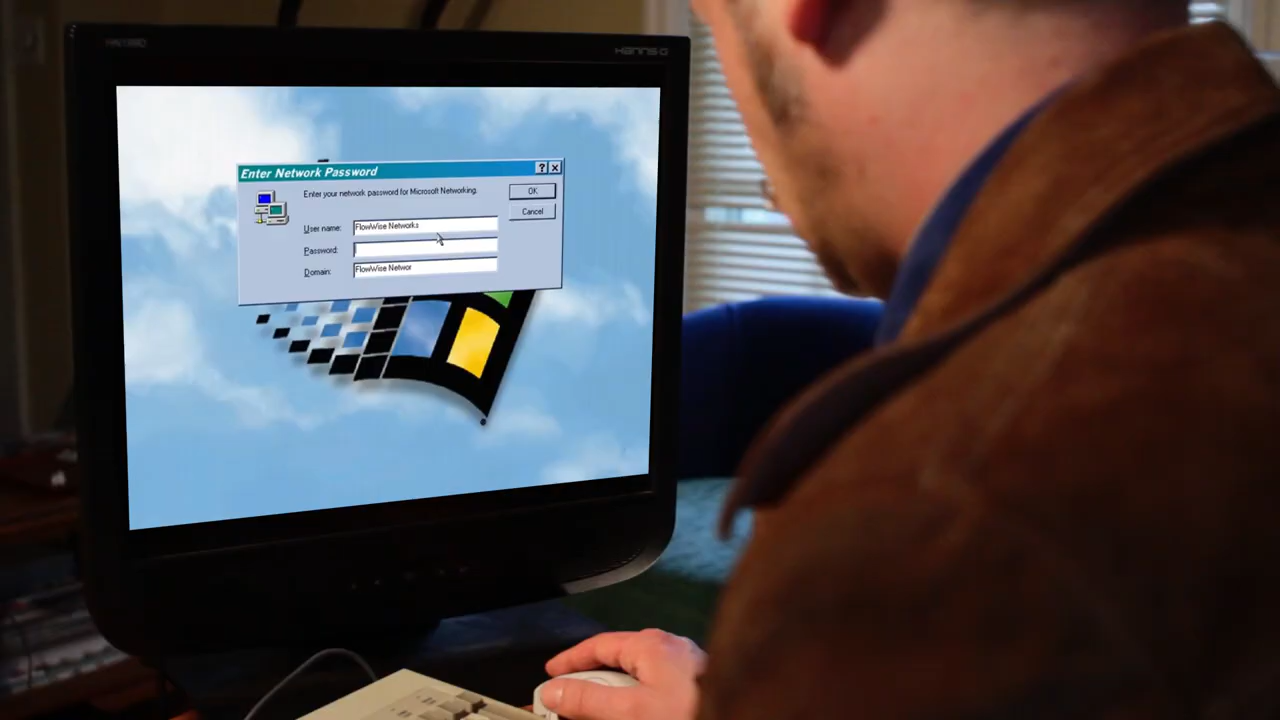 HANNS·G
Enter Network Password
Enter your network password for Microsoft Networking.
OK
Cancel
User name: FlowWise Networks
Password:
Domain: FlowWise Networ